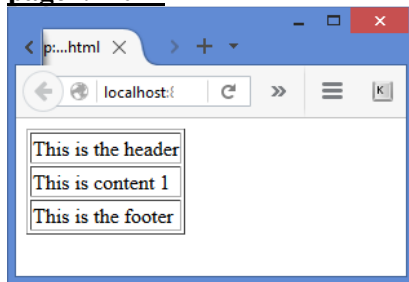 p:...html
localhost:8
K
This is the header
This is content 1
This is the footer